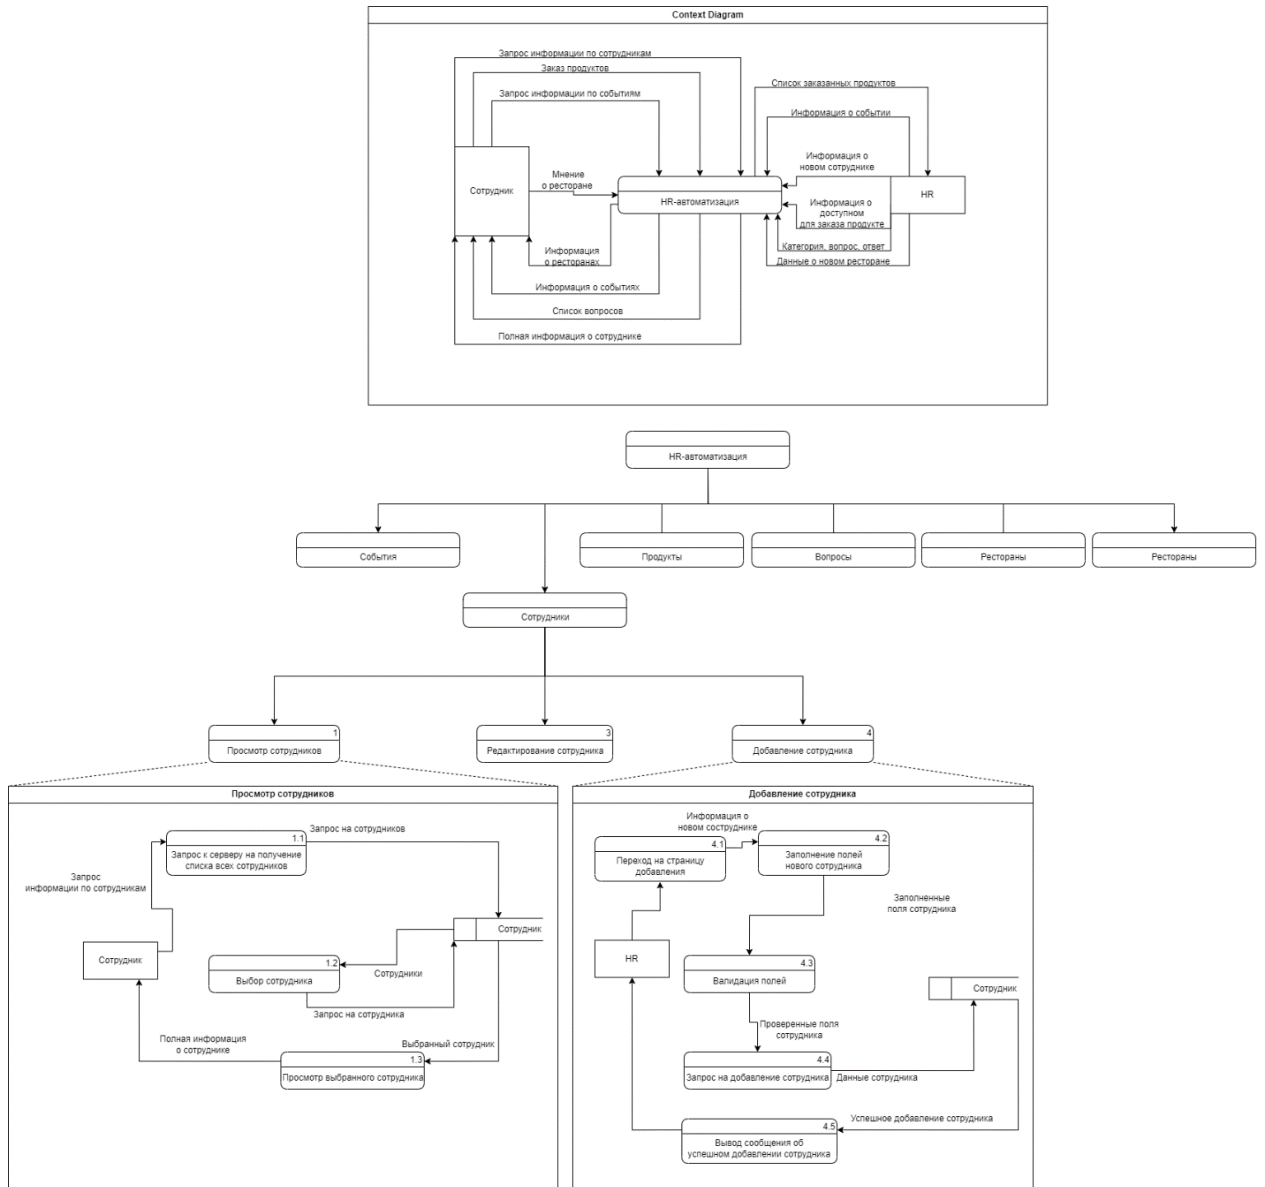 Context Diagram
Запрос информации по сотрудникам
Заказ продуктов
Запрос информации по событиям
Список заказанных продуктов
Информация о событии
Информация о
новом сотруднике
Мнение
о ресторане
Сотрудник
HR-автоматизация
HR
Информация о
доступном
для заказа продукте
Категория, вопрос, ответ
Данные о новом ресторане
Информация
о ресторанах
Информация о событиях
Список вопросов
Полная информация о сотруднике
HR-автоматизация
События
Продукты
Вопросы
Рестораны
Рестораны
Сотрудники
1
Просмотр сотрудников
3
Редактирование сотрудника
4
Добавление сотрудника
Просмотр сотрудников
1.1
Запрос к серверу на получение
списка всех сотрудников
Запрос на сотрудников
Запрос
информации по сотрудникам
Сотрудник
Сотрудник
1.2
Выбор сотрудника
Сотрудники
Запрос на сотрудника
Полная информация
о сотруднике
Выбранный сотрудник
1.3
Просмотр выбранного сотрудника
Добавление сотрудника
Информация о
новом соструднике
4.1
Переход на страницу
добавления
4.2
Заполнение полей
нового сотрудника
Заполненные
поля сотрудника
HR
4.3
Валидация полей
Сотрудник
Проверенные поля
сотрудника
4.4
Запрос на добавление сотрудника
Данные сотрудника
Успешное добавление сотрудника
4.5
Вывод сообщения об
успешном добавлении сотрудника